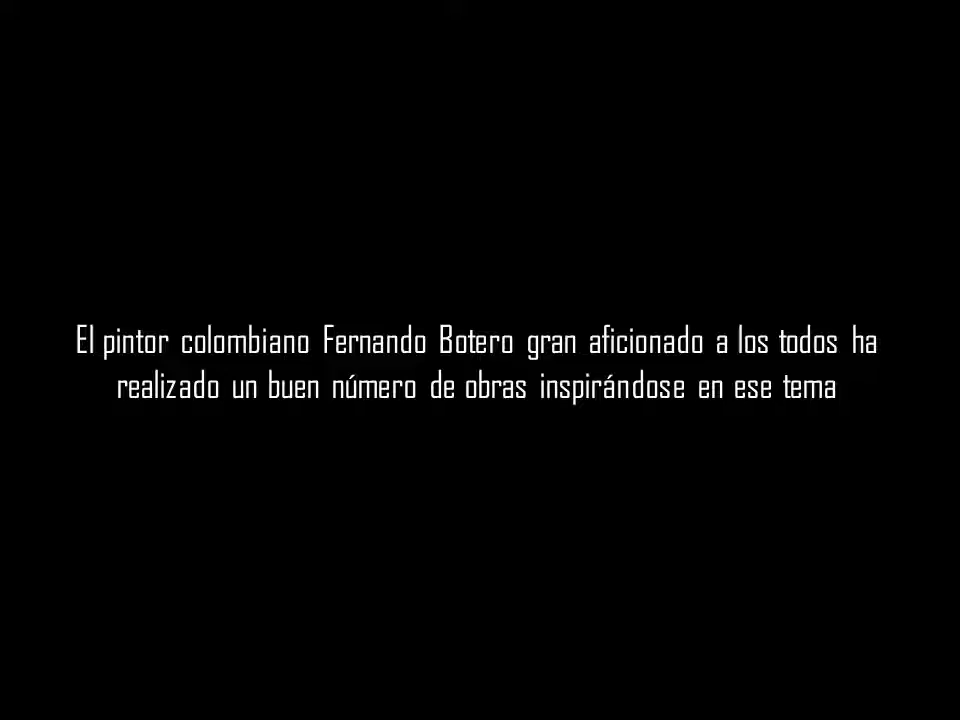 El pintor colombiano Fernando Botero gran aficionado a los todos ha
realizado un buen número de obras inspirándose en ese tema